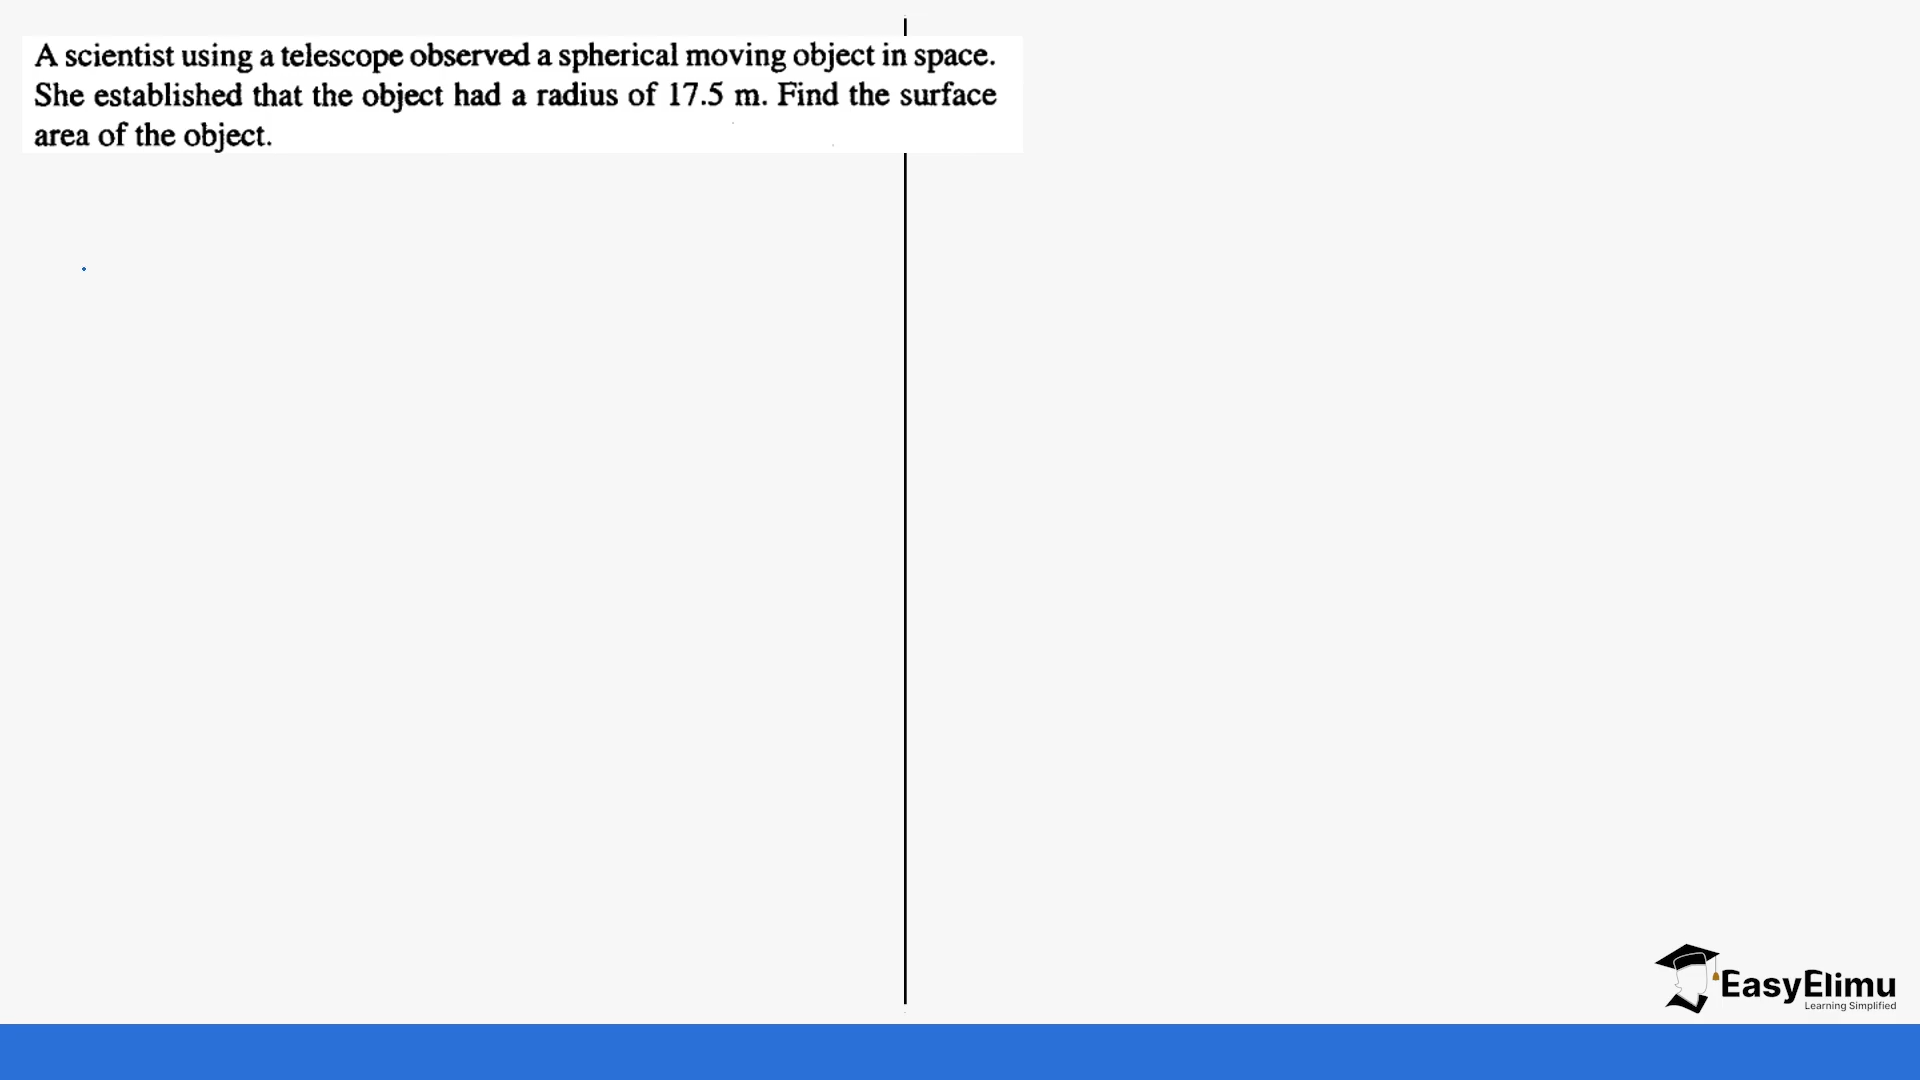 A scientist using a telescope observed a spherical moving object in space.
She established that the object had a radius of 17.5 m. Find the surface
area of the object.
EasyElimu
Learning Simplified